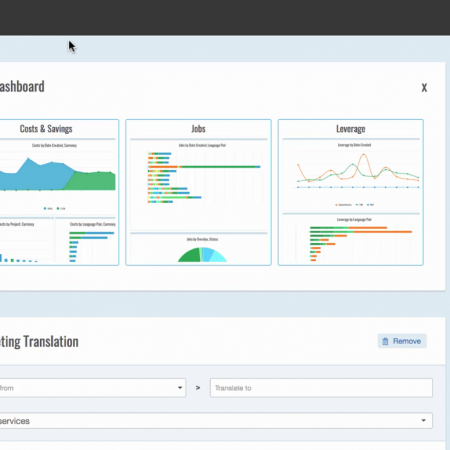 ashboard
x
Costs & Savings
Jobs
Leverage
Costs by Date Created, Currency
Jobs by Date Created, Language Pair
Leverage by Date Created
Costs by Project, Currency
Costs by Language Pair, Currency
Jobs by Overdue, Status
Leverage by Language Pair
ting Translation
Remove
from
>
Translate to
services